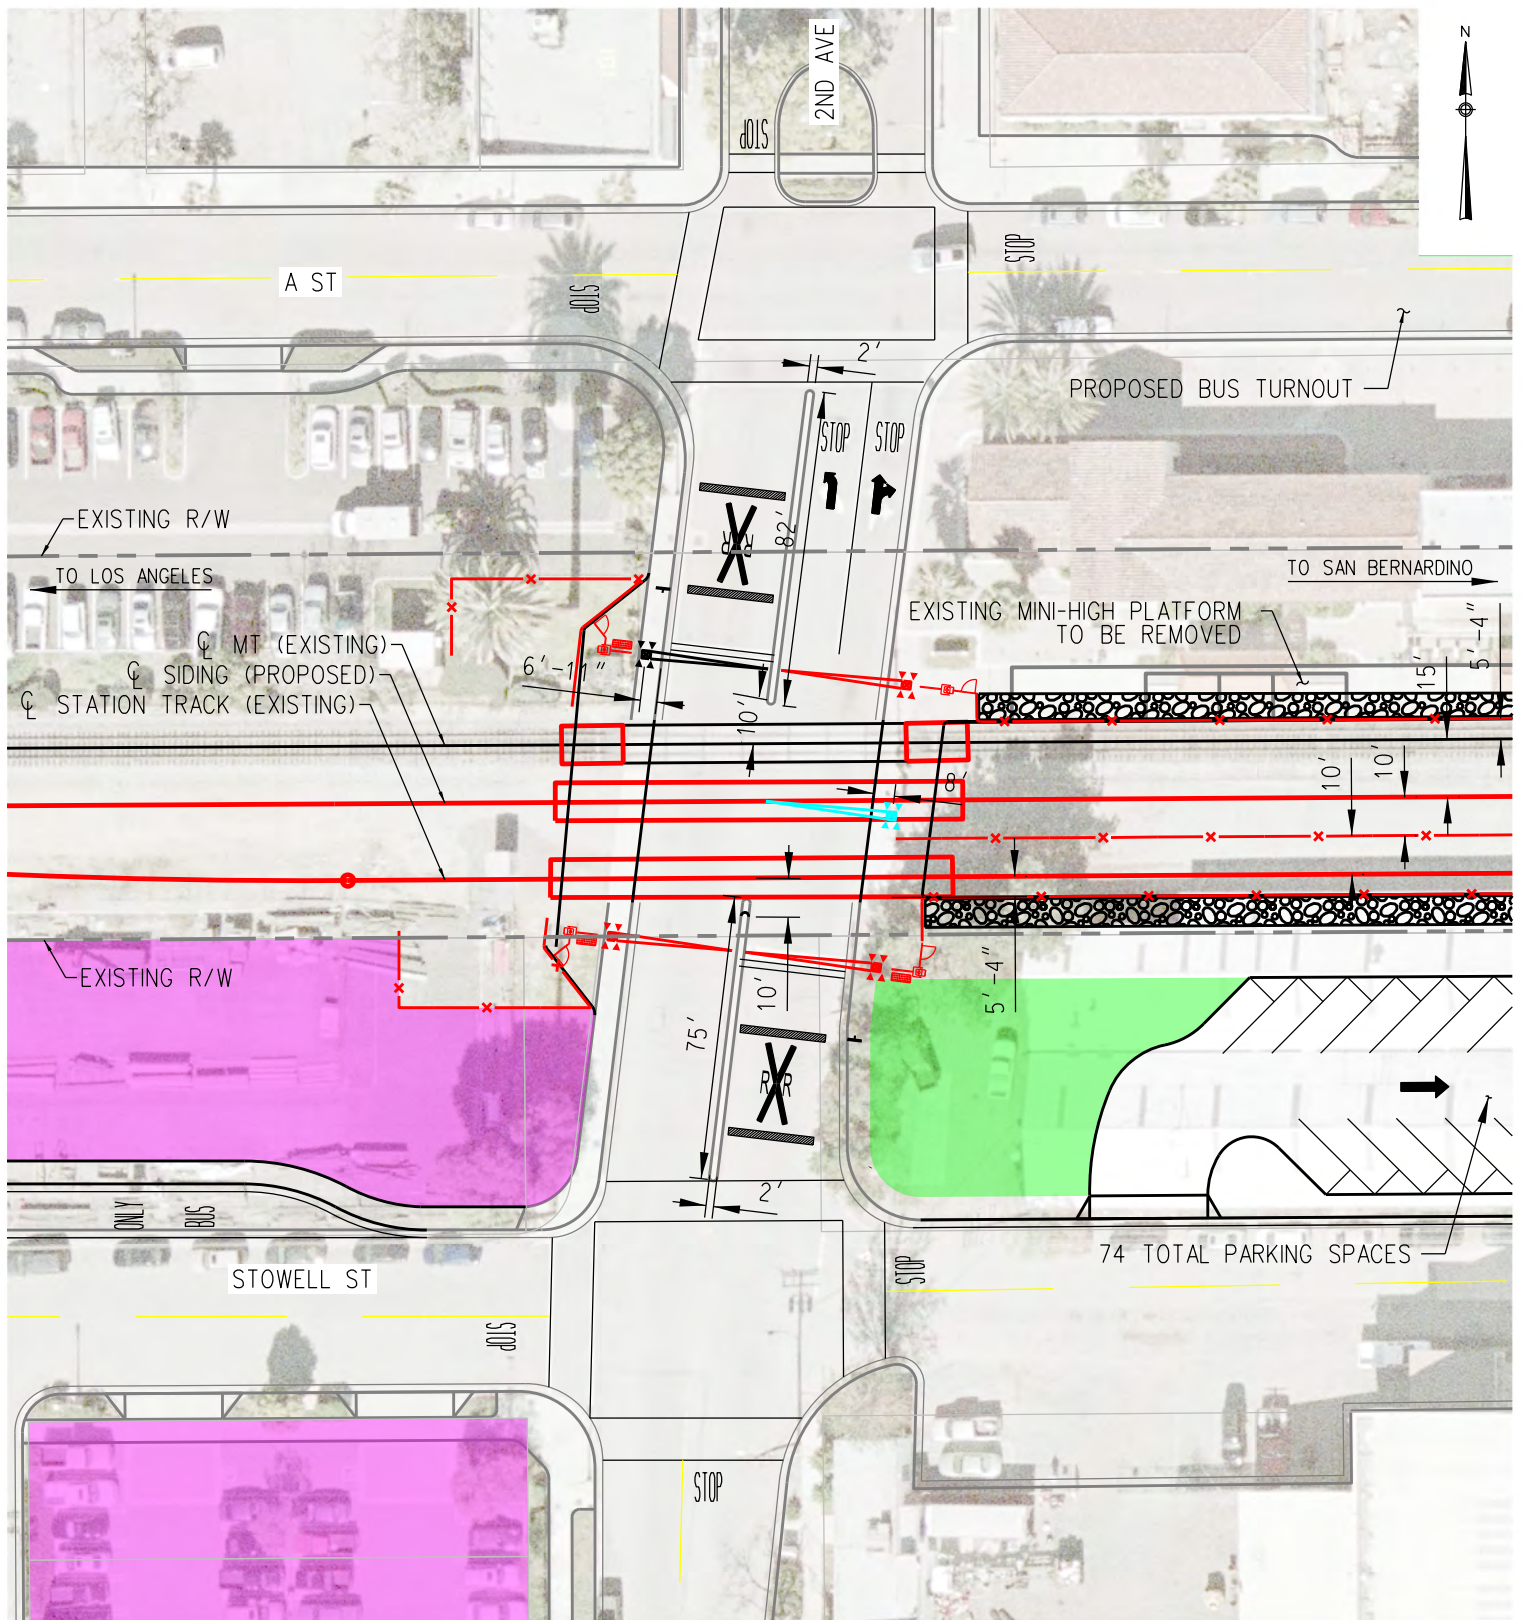 N
2ND AVE
STOP
STOP
A ST
STOP
2'
PROPOSED BUS TURNOUT
STOP
STOP
EXISTING R/W
82'
RR
TO LOS ANGELES
TO SAN BERNARDINO
EXISTING MINI-HIGH PLATFORM
TO BE REMOVED
5'-4"
15'
℄ MT (EXISTING)
℄ SIDING (PROPOSED)
℄ STATION TRACK (EXISTING)
6'-11"
10'
10'
10'
8'
EXISTING R/W
5'-4"
10'
75'
RR
2'
ONLY
BUS
STOWELL ST
STOP
74 TOTAL PARKING SPACES
STOP
STOP